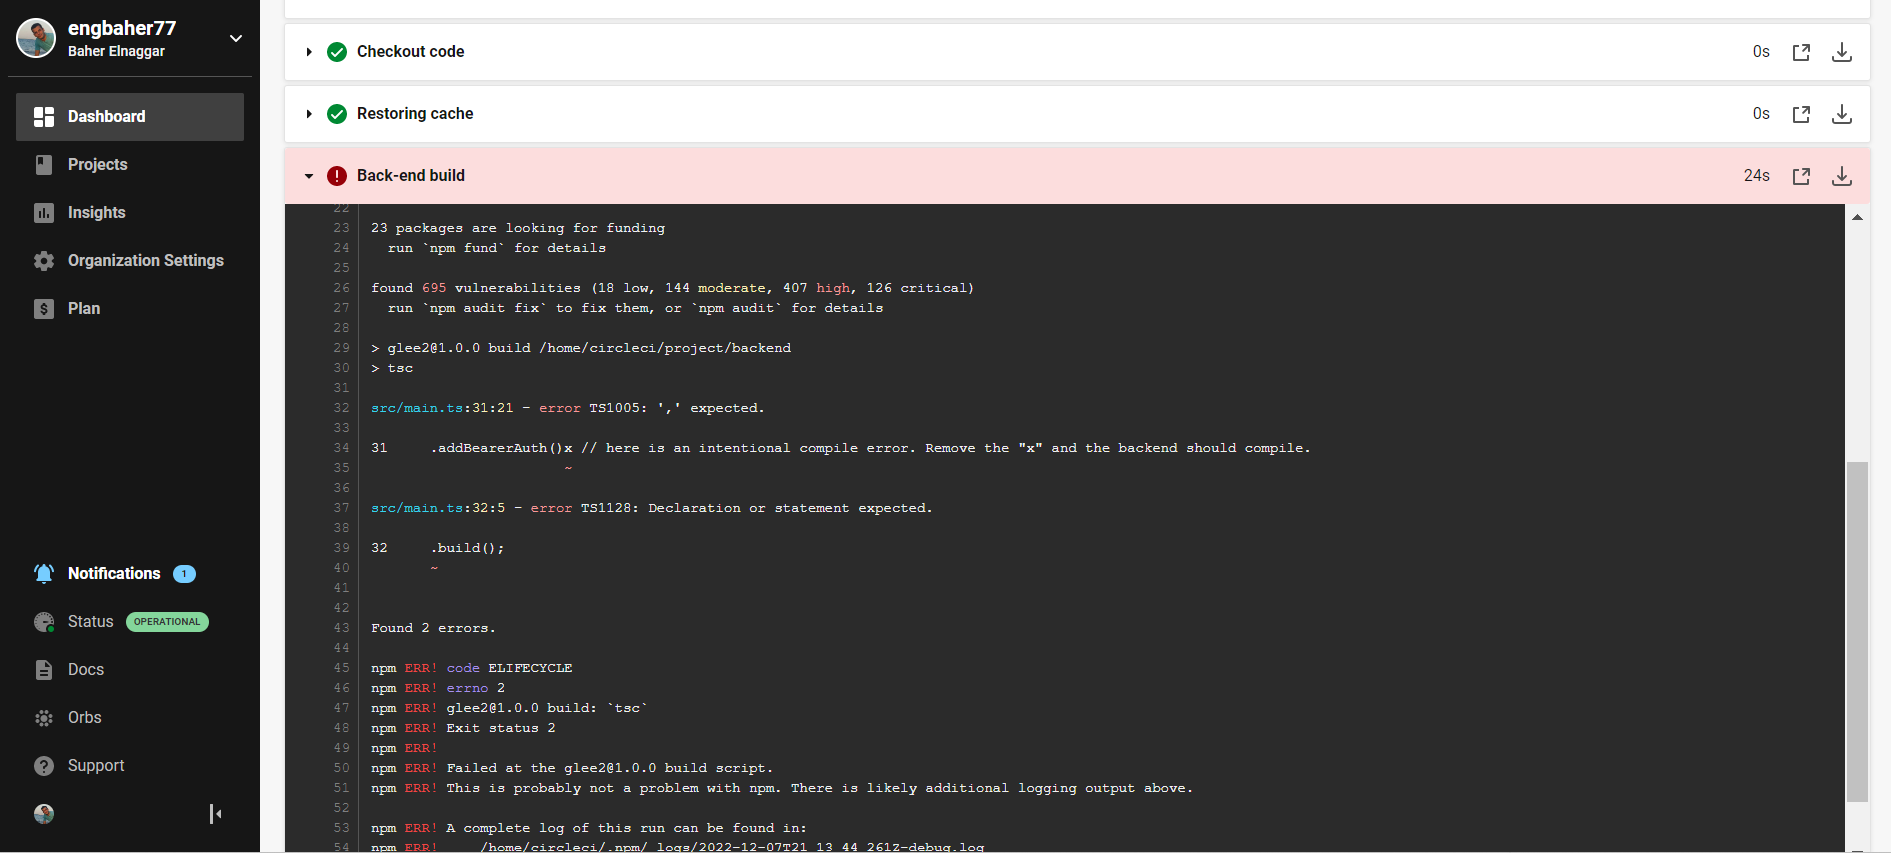 engbaher77
Baher Elnaggar
Dashboard
Projects
Insights
Organization Settings
Plan
Notifications 1
Status OPERATIONAL
Docs
Orbs
Support
Checkout code 0s
Restoring cache 0s
Back-end build 24s
22
23 23 packages are looking for funding
24 run `npm fund` for details
25
26 found 695 vulnerabilities (18 low, 144 moderate, 407 high, 126 critical)
27 run `npm audit fix` to fix them, or `npm audit` for details
28
29 > glee2@1.0.0 build /home/circleci/project/backend
30 > tsc
31
32 src/main.ts:31:21 - error TS1005: ',' expected.
33
34 31 .addBearerAuth()x // here is an intentional compile error. Remove the "x" and the backend should compile.
35 ~
36
37 src/main.ts:32:5 - error TS1128: Declaration or statement expected.
38
39 32 .build();
40 ~
41
42
43 Found 2 errors.
44
45 npm ERR! code ELIFECYCLE
46 npm ERR! errno 2
47 npm ERR! glee2@1.0.0 build: `tsc`
48 npm ERR! Exit status 2
49 npm ERR!
50 npm ERR! Failed at the glee2@1.0.0 build script.
51 npm ERR! This is probably not a problem with npm. There is likely additional logging output above.
52
53 npm ERR! A complete log of this run can be found in:
54 npm ERR! /home/circleci/.npm/_logs/2022-12-07T21_13_44_261Z-debug.log